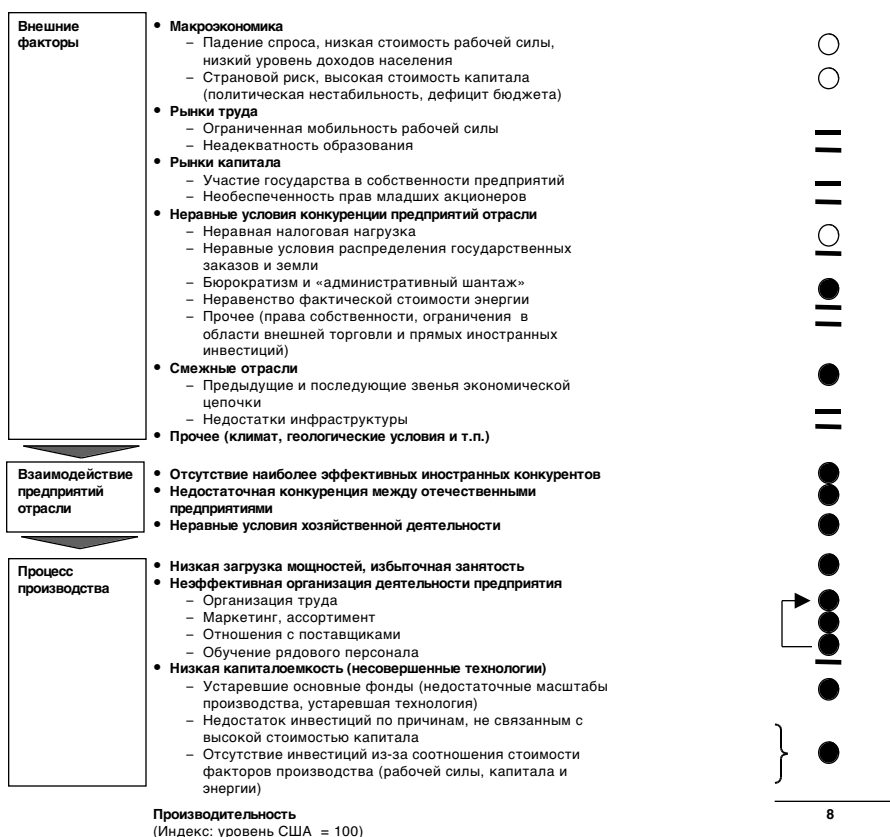 Внешние
факторы
• Макроэкономика
– Падение спроса, низкая стоимость рабочей силы,
низкий уровень доходов населения
– Страновой риск, высокая стоимость капитала
(политическая нестабильность, дефицит бюджета)
• Рынки труда
– Ограниченная мобильность рабочей силы
– Неадекватность образования
• Рынки капитала
– Участие государства в собственности предприятий
– Необеспеченность прав младших акционеров
• Неравные условия конкуренции предприятий отрасли
– Неравная налоговая нагрузка
– Неравные условия распределения государственных
заказов и земли
– Бюрократизм и «административный шантаж»
– Неравенство фактической стоимости энергии
– Прочее (права собственности, ограничения в
области внешней торговли и прямых иностранных
инвестиций)
• Смежные отрасли
– Предыдущие и последующие звенья экономической
цепочки
– Недостатки инфраструктуры
• Прочее (климат, геологические условия и т.п.)
Взаимодействие
предприятий
отрасли
• Отсутствие наиболее эффективных иностранных конкурентов
• Недостаточная конкуренция между отечественными
предприятиями
• Неравные условия хозяйственной деятельности
Процесс
производства
• Низкая загрузка мощностей, избыточная занятость
• Неэффективная организация деятельности предприятия
– Организация труда
– Маркетинг, ассортимент
– Отношения с поставщиками
– Обучение рядового персонала
• Низкая капиталоемкость (несовершенные технологии)
– Устаревшие основные фонды (недостаточные масштабы
производства, устаревшая технология)
– Недостаток инвестиций по причинам, не связанным с
высокой стоимостью капитала
– Отсутствие инвестиций из-за соотношения стоимости
факторов производства (рабочей силы, капитала и
энергии)
Производительность 8
(Индекс: уровень США = 100)